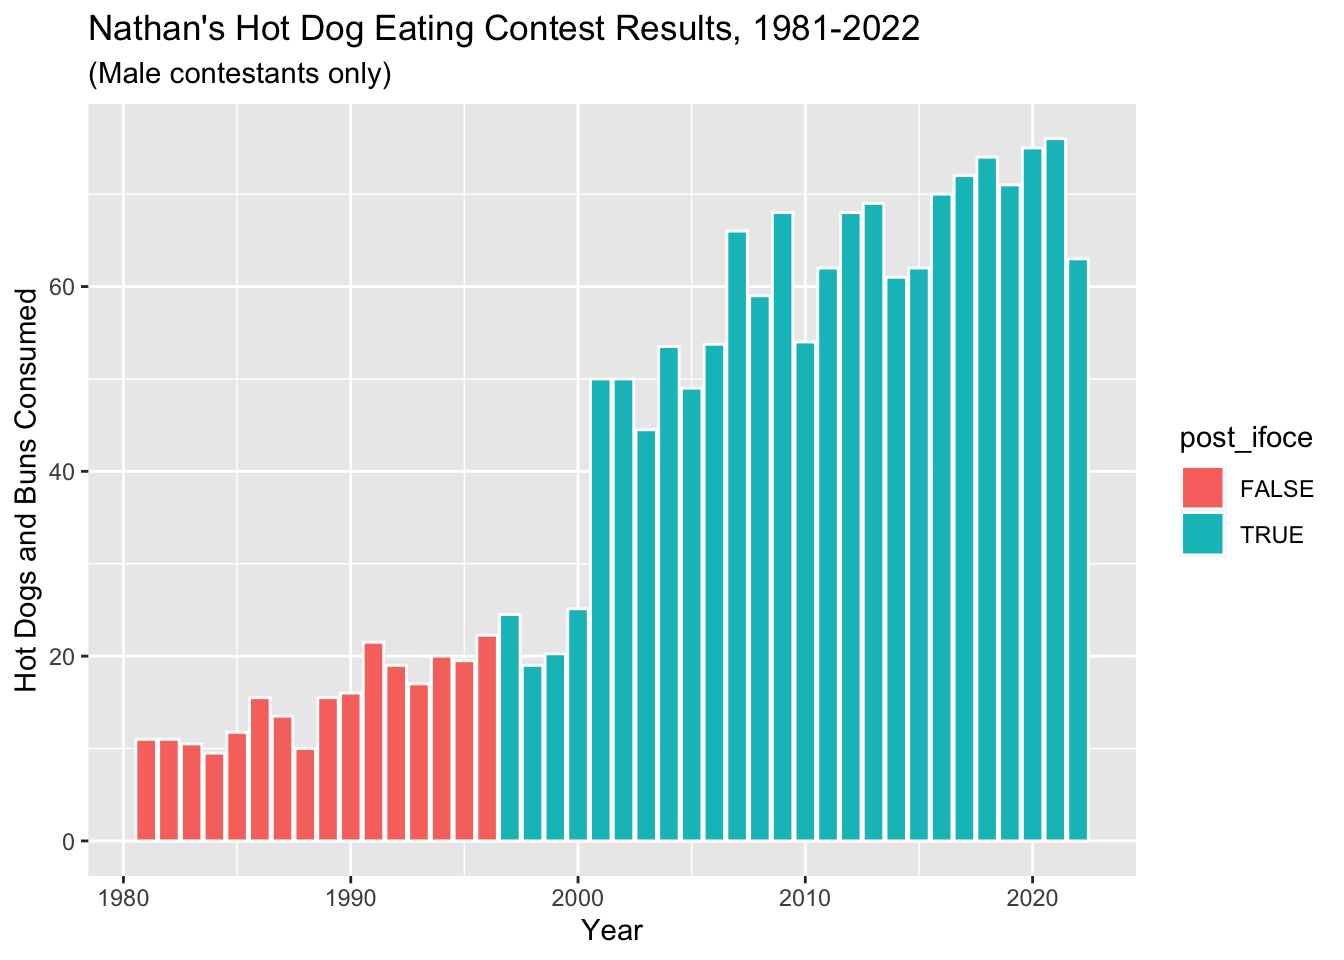 Nathan's Hot Dog Eating Contest Results, 1981-2022
(Male contestants only)
Hot Dogs and Buns Consumed
60
40
20
0
1980 1990 2000 2010 2020
Year
post_ifoce
FALSE
TRUE